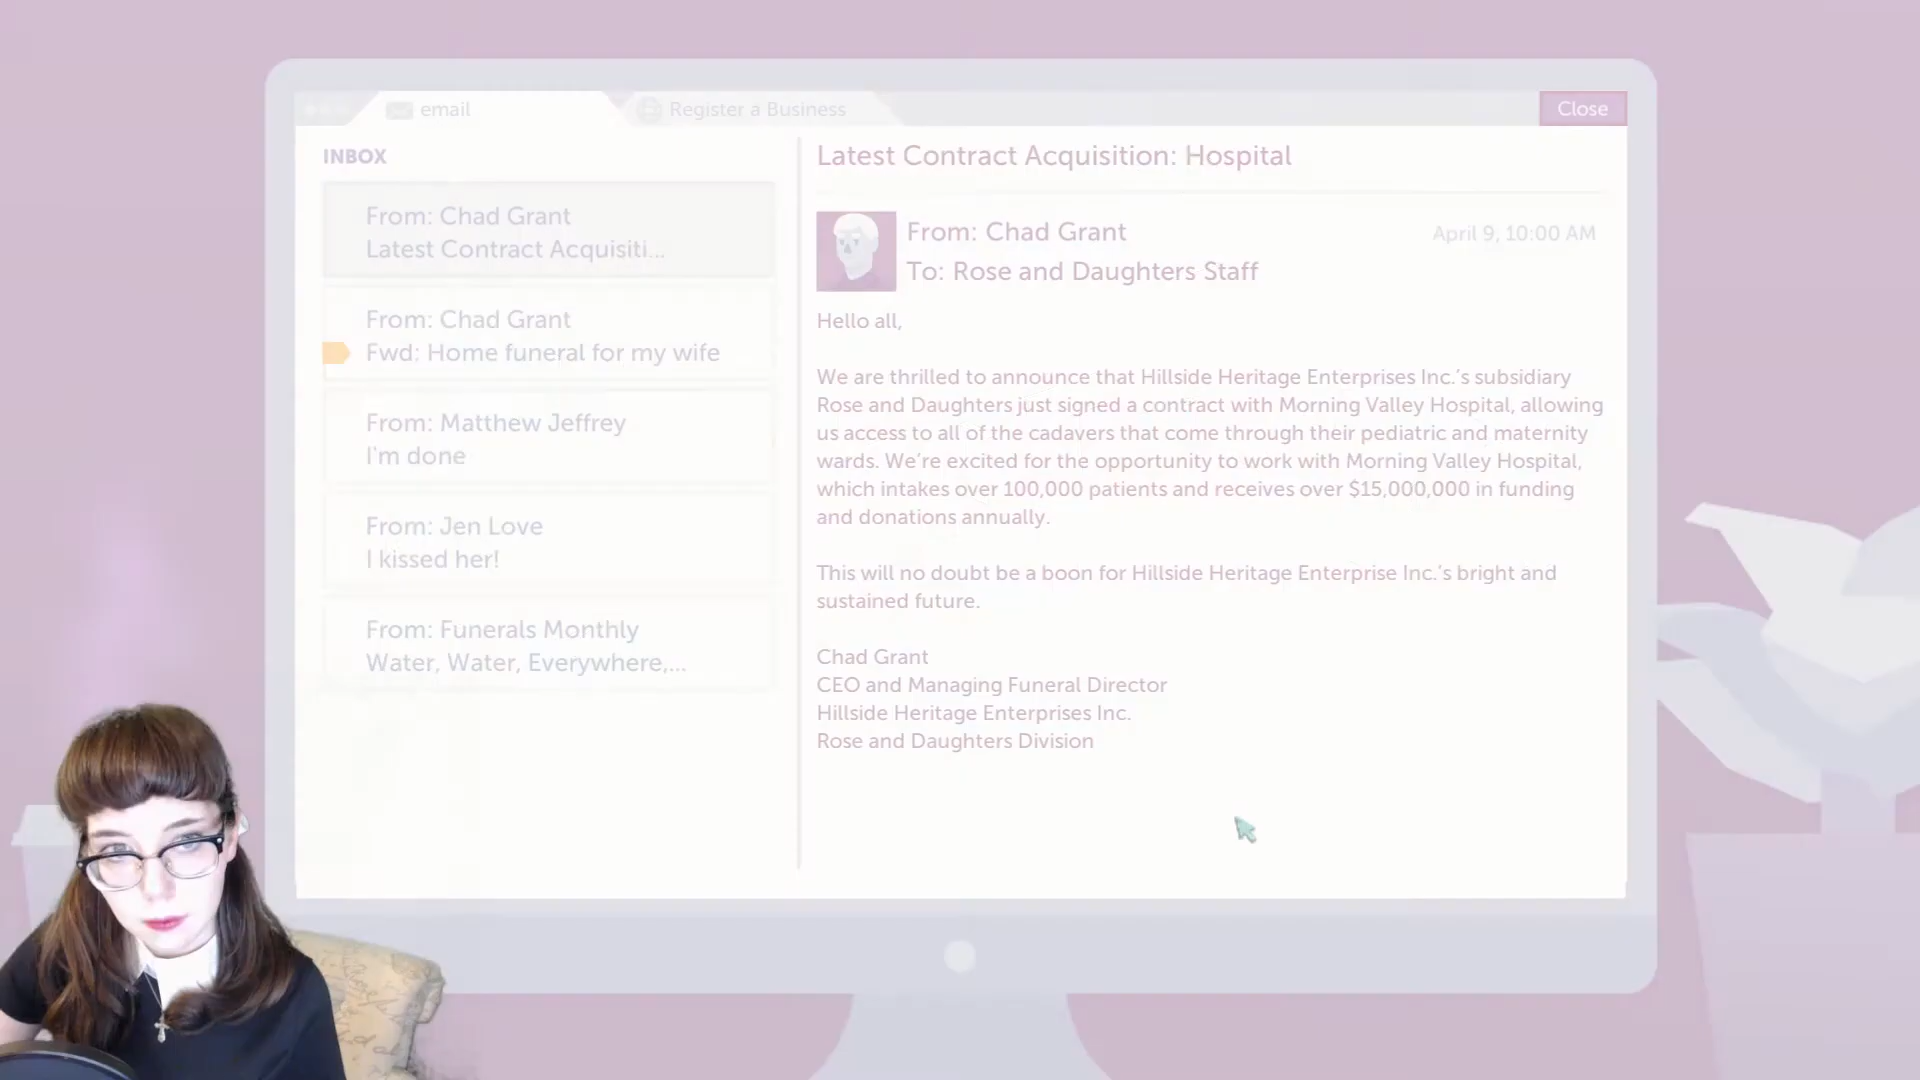 email
Register a Business
Close
INBOX
From: Chad Grant
Latest Contract Acquisiti...
From: Chad Grant
Fwd: Home funeral for my wife
From: Matthew Jeffrey
I'm done
From: Jen Love
I kissed her!
From: Funerals Monthly
Water, Water, Everywhere,...
Latest Contract Acquisition: Hospital
From: Chad Grant
April 9, 10:00 AM
To: Rose and Daughters Staff
Hello all,
We are thrilled to announce that Hillside Heritage Enterprises Inc.'s subsidiary
Rose and Daughters just signed a contract with Morning Valley Hospital, allowing
us access to all of the cadavers that come through their pediatric and maternity
wards. We're excited for the opportunity to work with Morning Valley Hospital,
which intakes over 100,000 patients and receives over $15,000,000 in funding
and donations annually.
This will no doubt be a boon for Hillside Heritage Enterprise Inc.'s bright and
sustained future.
Chad Grant
CEO and Managing Funeral Director
Hillside Heritage Enterprises Inc.
Rose and Daughters Division